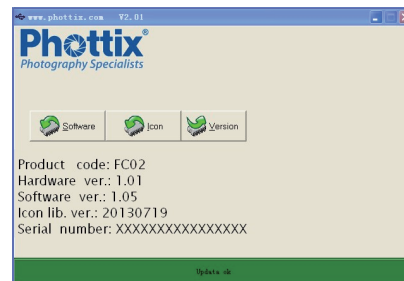 www.phottix.com V2.01
Phottix®
Photography Specialists
Software Icon Version
Product code: FC02
Hardware ver.: 1.01
Software ver.: 1.05
Icon lib. ver.: 20130719
Serial number: XXXXXXXXXXXXXXXX
Update ok